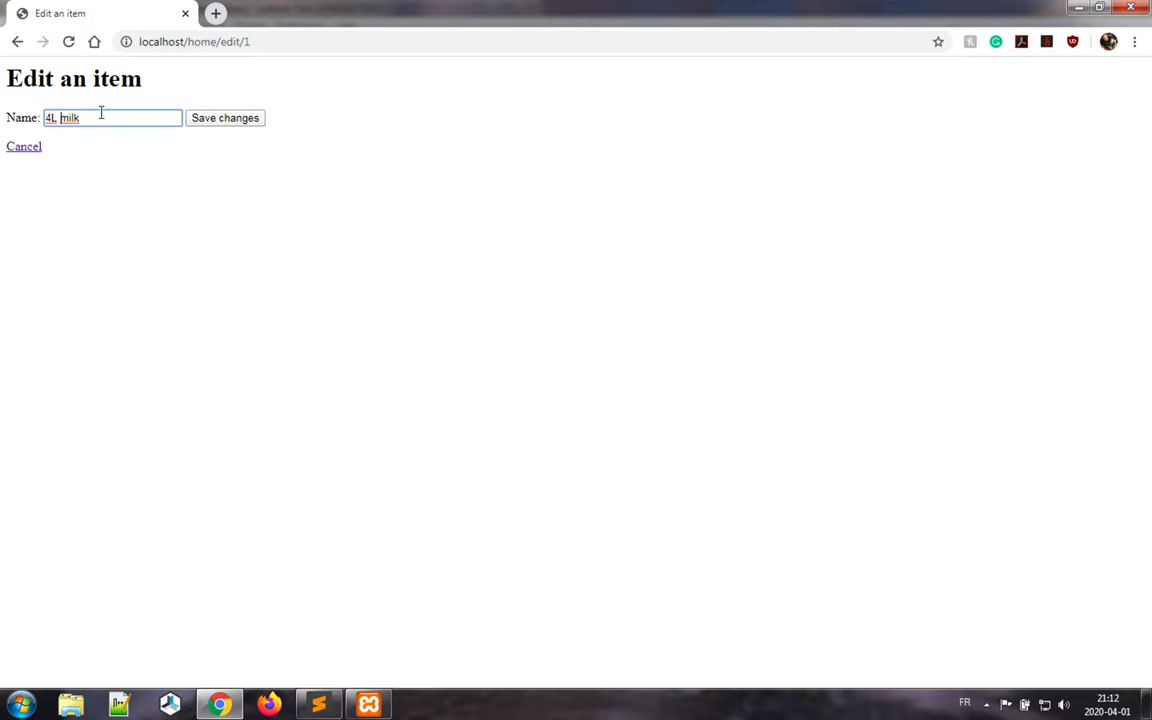 Edit an item
localhost/home/edit/1
Edit an item
Name: 4L milk Save changes
Cancel
FR 21:12
2020-04-01